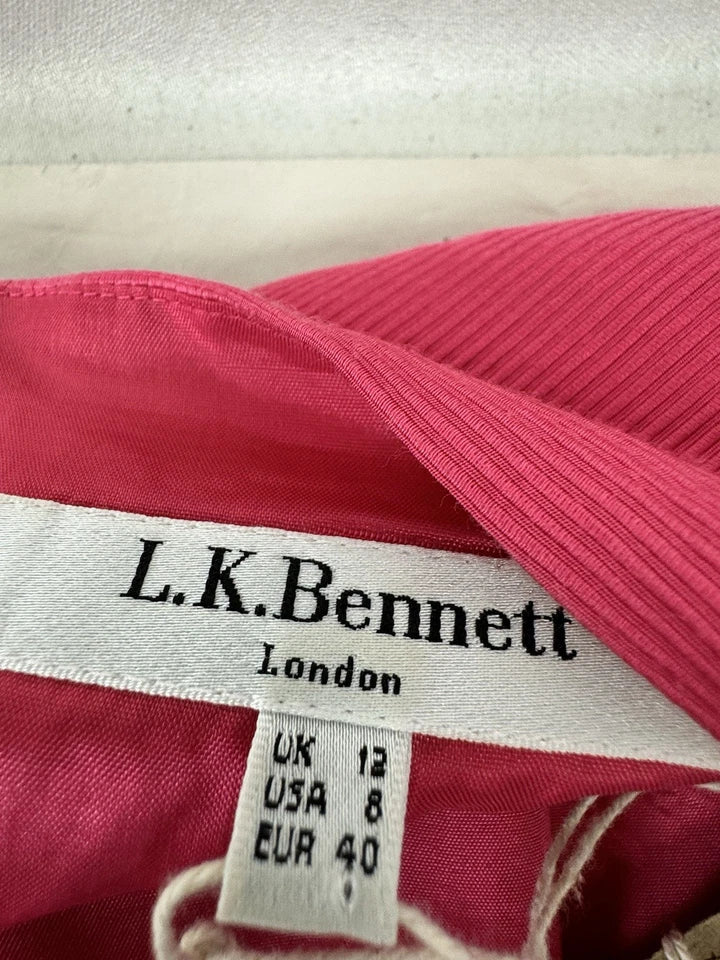 L.K.Bennett
London
UK 12
USA 8
EUR 40